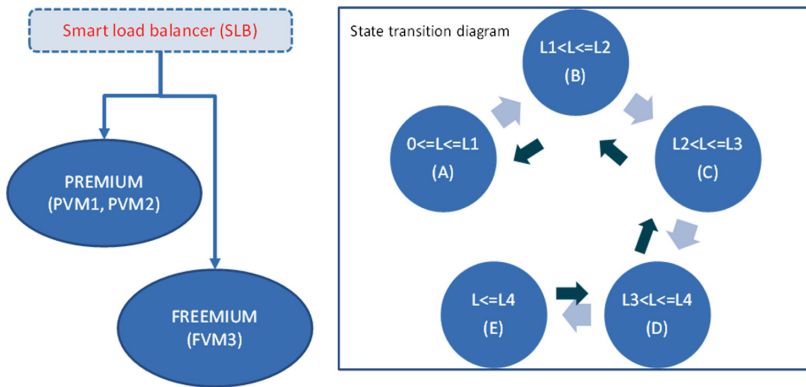 Smart load balancer (SLB)
PREMIUM
(PVM1, PVM2)
FREEMIUM
(FVM3)
State transition diagram
L1<L<=L2
(B)
0<=L<=L1
(A)
L2<L<=L3
(C)
L<=L4
(E)
L3<L<=L4
(D)